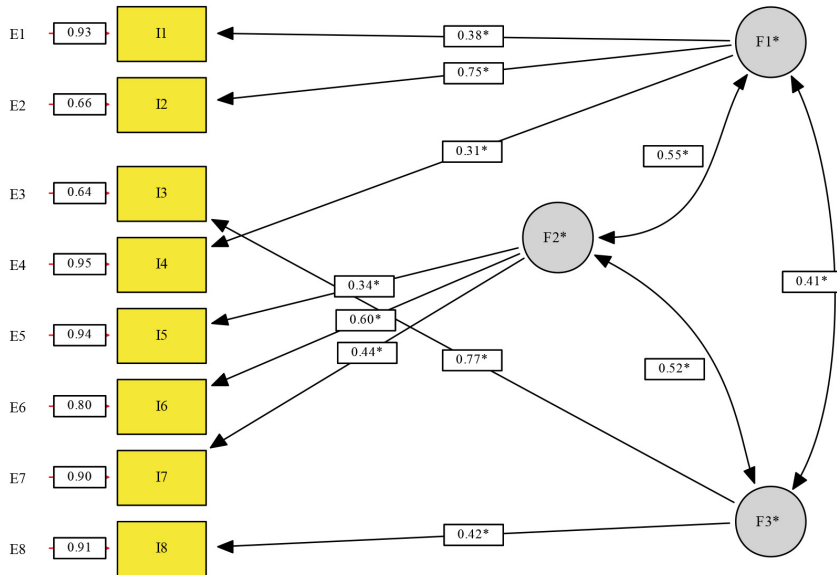 E1 0.93 I1 0.38* F1*
E2 0.66 I2 0.75*
0.31* 0.55*
E3 0.64 I3
F2*
E4 0.95 I4
0.34* 0.41*
E5 0.94 I5 0.60*
0.44* 0.77* 0.52*
E6 0.80 I6
E7 0.90 I7
F3*
E8 0.91 I8 0.42*